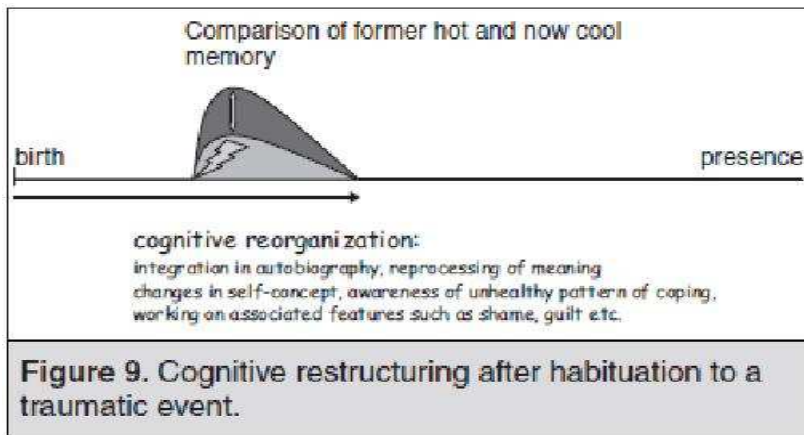 Comparison of former hot and now cool
memory
birth
presence
cognitive reorganization:
integration in autobiography, reprocessing of meaning
changes in self-concept, awareness of unhealthy pattern of coping,
working on associated features such as shame, guilt etc.
Figure 9. Cognitive restructuring after habituation to a
traumatic event.